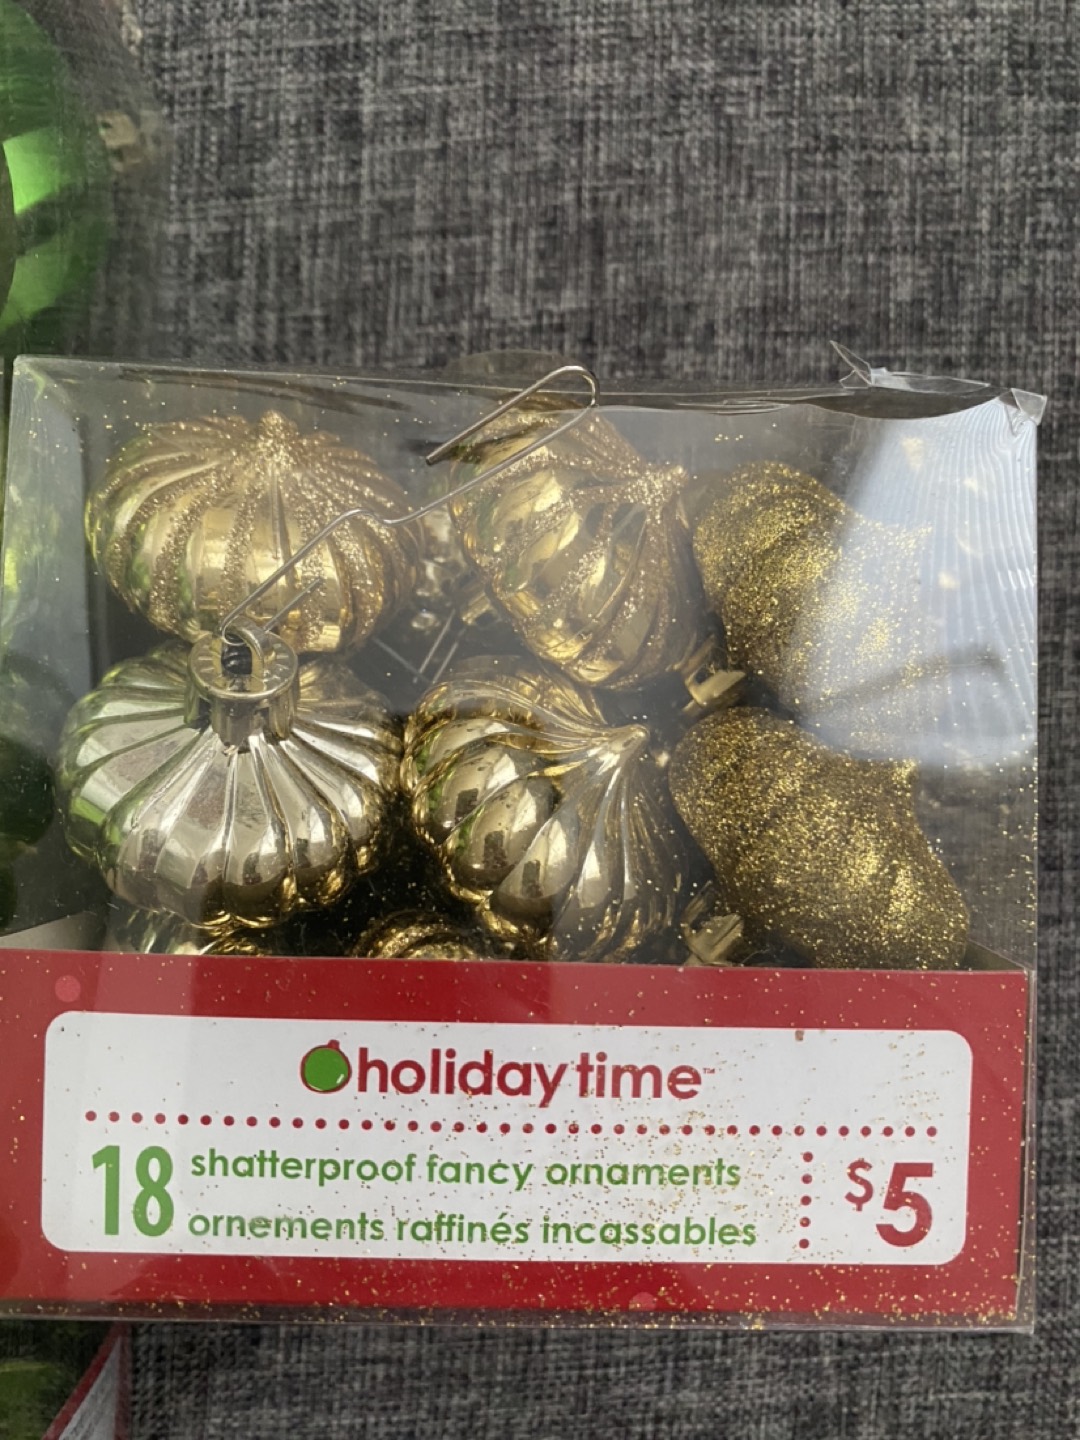 holiday time™
18 shatterproof fancy ornaments
ornements raffinés incassables
$5